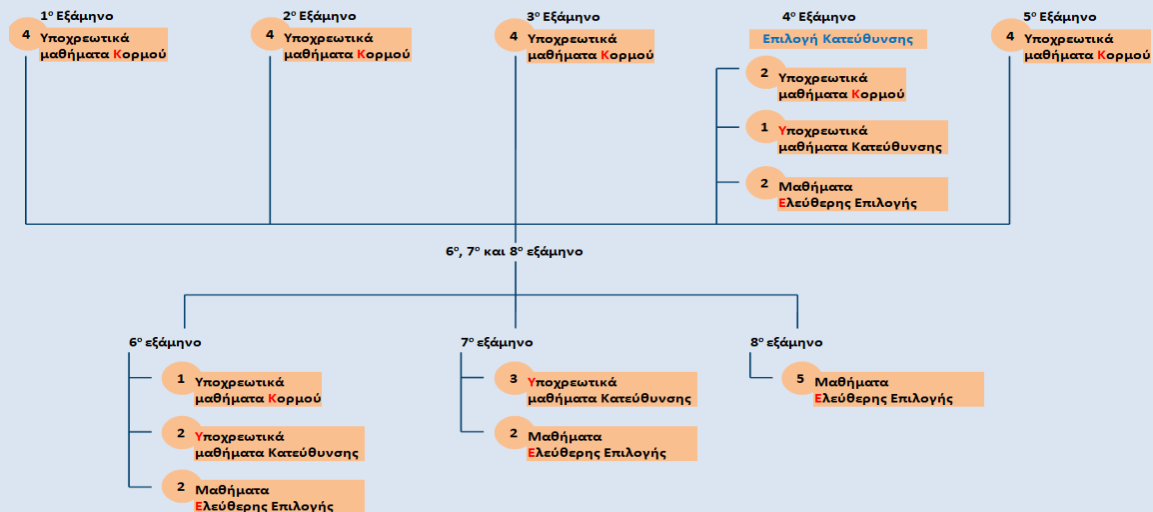 1ο Εξάμηνο
4 Υποχρεωτικά
μαθήματα Κορμού
2ο Εξάμηνο
4 Υποχρεωτικά
μαθήματα Κορμού
3ο Εξάμηνο
4 Υποχρεωτικά
μαθήματα Κορμού
4ο Εξάμηνο
Επιλογή Κατεύθυνσης
2 Υποχρεωτικά
μαθήματα Κορμού
1 Υποχρεωτικά
μαθήματα Κατεύθυνσης
2 Μαθήματα
Ελεύθερης Επιλογής
5ο Εξάμηνο
4 Υποχρεωτικά
μαθήματα Κορμού
6ο, 7ο και 8ο εξάμηνο
6ο εξάμηνο
1 Υποχρεωτικά
μαθήματα Κορμού
2 Υποχρεωτικά
μαθήματα Κατεύθυνσης
2 Μαθήματα
Ελεύθερης Επιλογής
7ο εξάμηνο
3 Υποχρεωτικά
μαθήματα Κατεύθυνσης
2 Μαθήματα
Ελεύθερης Επιλογής
8ο εξάμηνο
5 Μαθήματα
Ελεύθερης Επιλογής